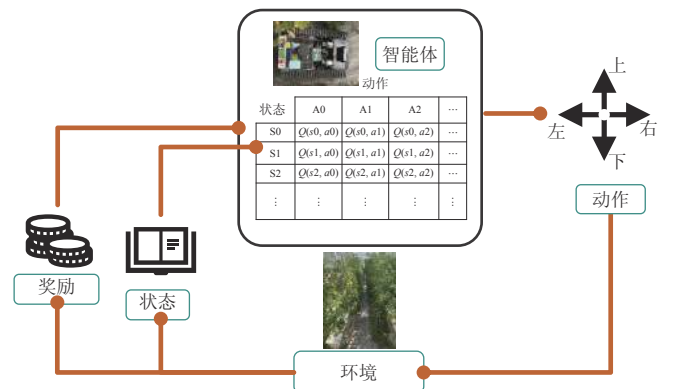 智能体
动作
状态 A0 A1 A2 ⋯
S0 Q(s0, a0) Q(s0, a1) Q(s0, a2) ⋯
S1 Q(s1, a0) Q(s1, a1) Q(s1, a2) ⋯
S2 Q(s2, a0) Q(s2, a1) Q(s2, a2) ⋯
⋮ ⋮ ⋮ ⋮ ⋮
上
左 右
下
动作
奖励
状态
环境